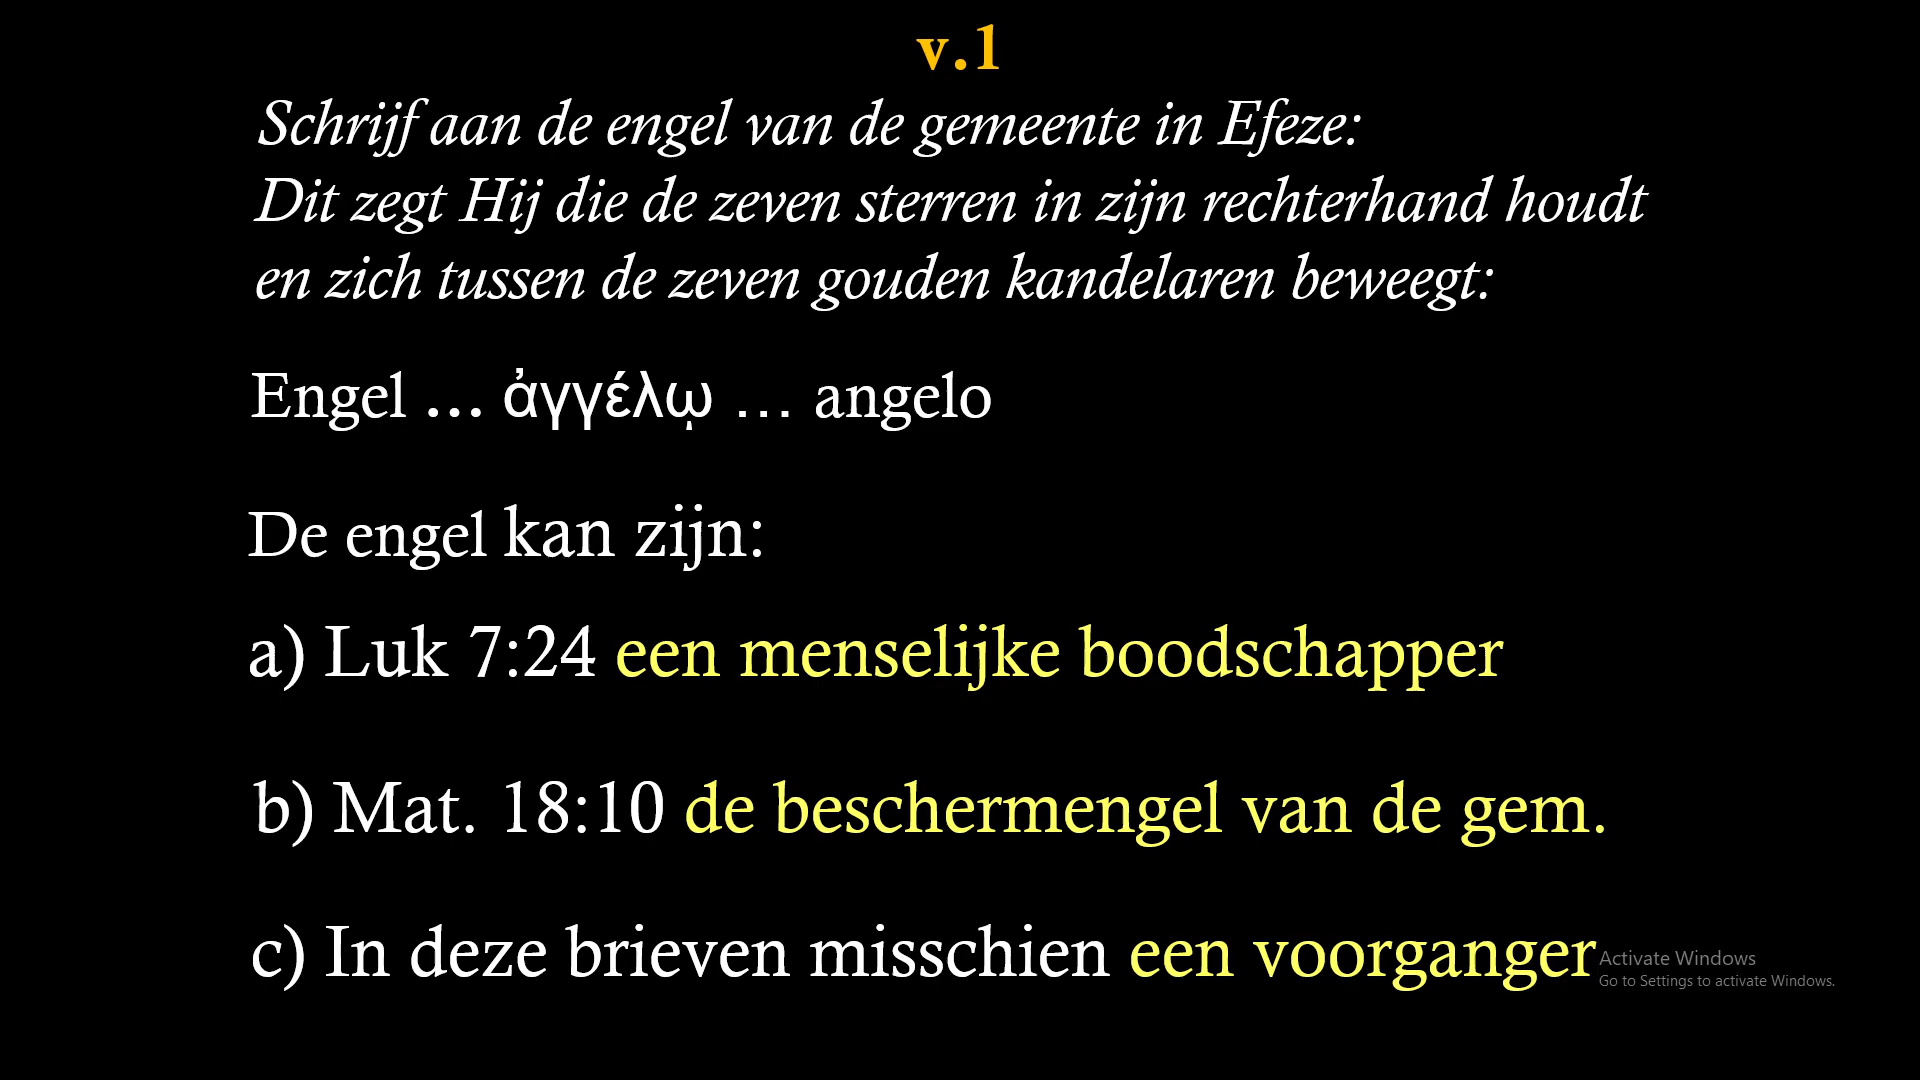 v.1
Schrijf aan de engel van de gemeente in Efeze:
Dit zegt Hij die de zeven sterren in zijn rechterhand houdt
en zich tussen de zeven gouden kandelaren beweegt:
Engel ... ἀγγέλῳ ... angelo
De engel kan zijn:
a) Luk 7:24 een menselijke boodschapper
b) Mat. 18:10 de beschermengel van de gem.
c) In deze brieven misschien een voorganger
Activate Windows
Go to Settings to activate Windows.